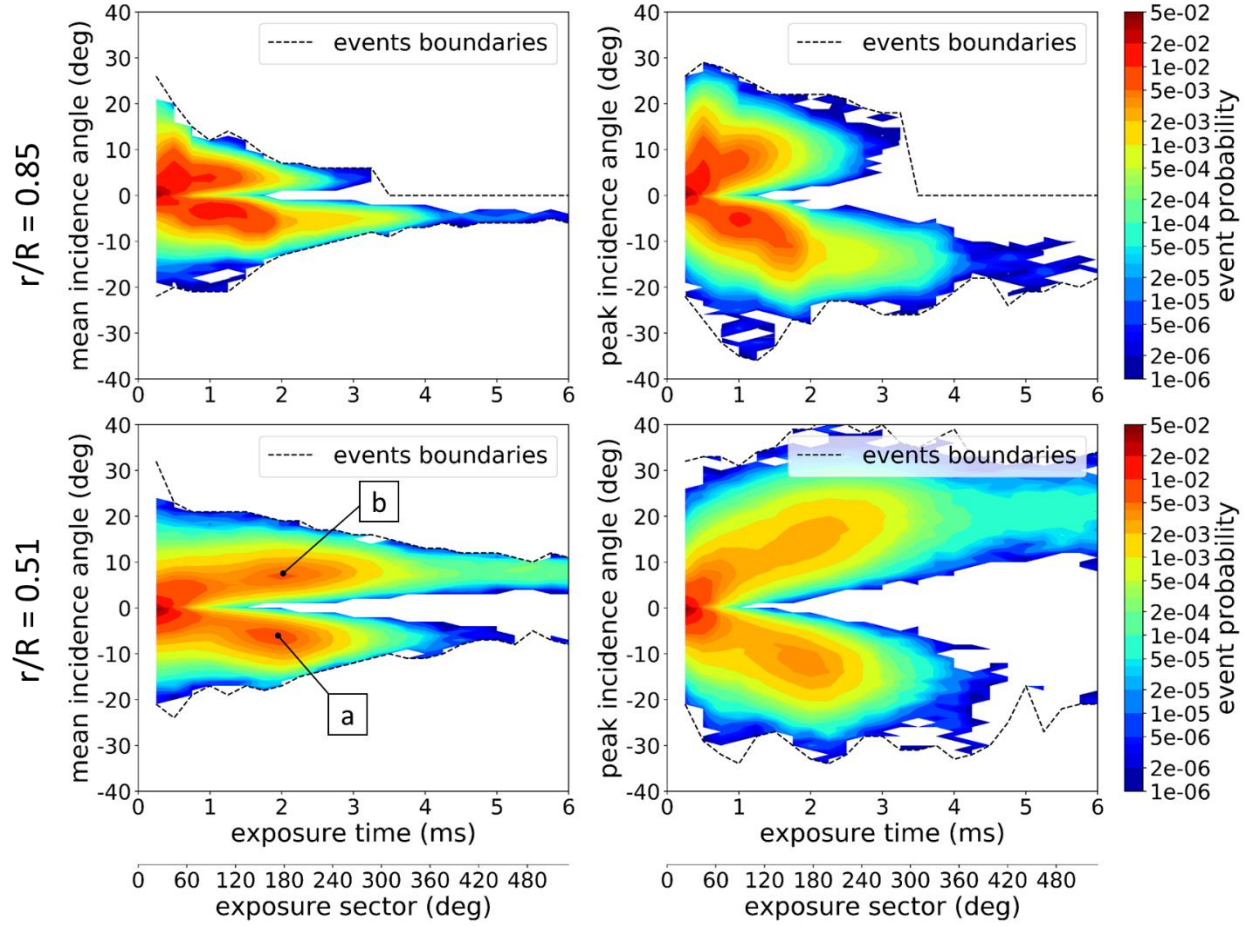 r/R = 0.85
mean incidence angle (deg)
40
30
20
10
0
-10
-20
-30
-40
0 1 2 3 4 5 6
events boundaries
peak incidence angle (deg)
40
30
20
10
0
-10
-20
-30
-40
0 1 2 3 4 5 6
events boundaries
5e-02
2e-02
1e-02
5e-03
2e-03
1e-03
5e-04
2e-04
1e-04
5e-05
2e-05
1e-05
5e-06
2e-06
1e-06
event probability
r/R = 0.51
mean incidence angle (deg)
40
30
20
10
0
-10
-20
-30
-40
events boundaries
b
a
0 1 2 3 4 5 6
exposure time (ms)
0 60 120 180 240 300 360 420 480
exposure sector (deg)
peak incidence angle (deg)
40
30
20
10
0
-10
-20
-30
-40
events boundaries
0 1 2 3 4 5 6
exposure time (ms)
0 60 120 180 240 300 360 420 480
exposure sector (deg)
5e-02
2e-02
1e-02
5e-03
2e-03
1e-03
5e-04
2e-04
1e-04
5e-05
2e-05
1e-05
5e-06
2e-06
1e-06
event probability